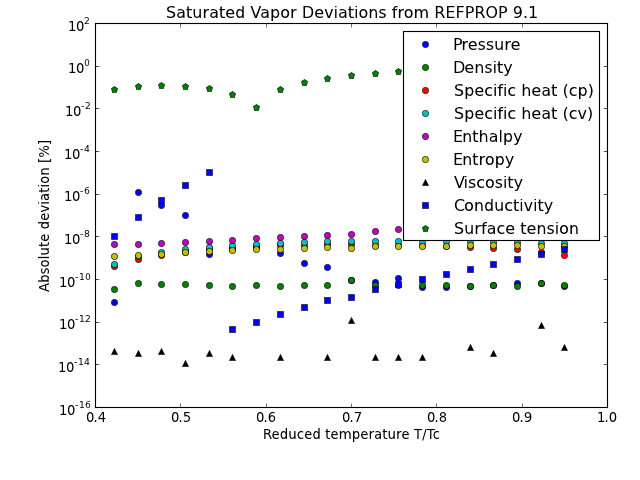 Saturated Vapor Deviations from REFPROP 9.1
10^2
10^0
10^-2
10^-4
10^-6
10^-8
10^-10
10^-12
10^-14
10^-16
Absolute deviation [%]
Pressure
Density
Specific heat (cp)
Specific heat (cv)
Enthalpy
Entropy
Viscosity
Conductivity
Surface tension
0.4 0.5 0.6 0.7 0.8 0.9 1.0
Reduced temperature T/Tc